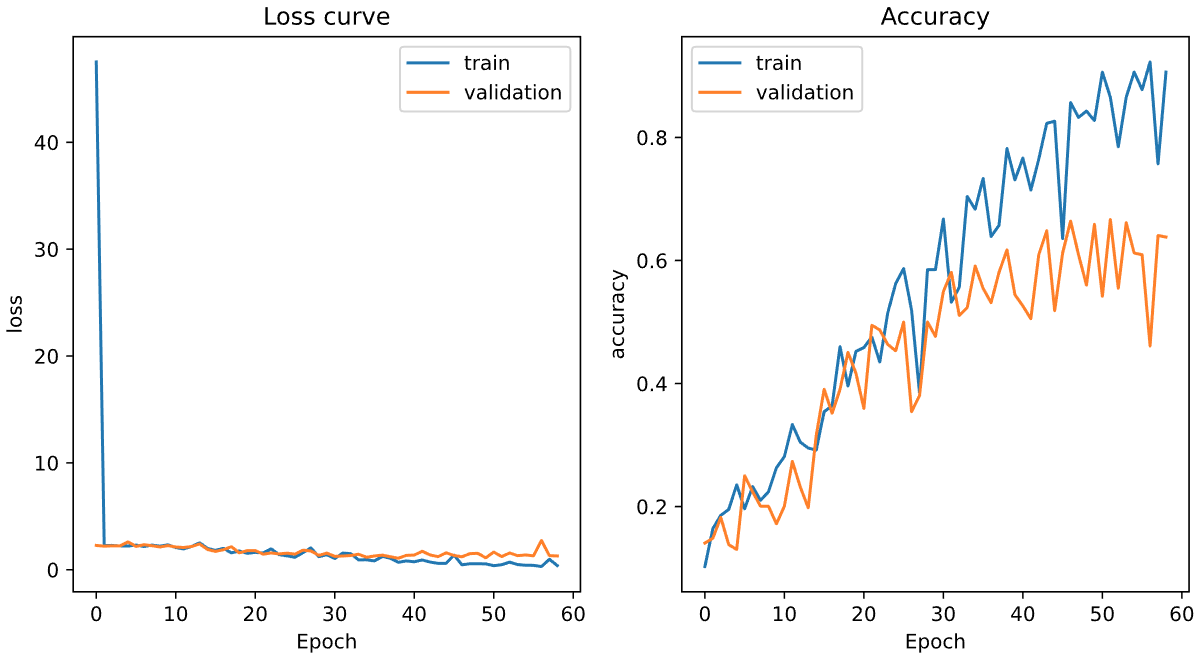 Loss curve
train
validation
loss
40
30
20
10
0
0 10 20 30 40 50 60
Epoch
Accuracy
train
validation
accuracy
0.8
0.6
0.4
0.2
0 10 20 30 40 50 60
Epoch